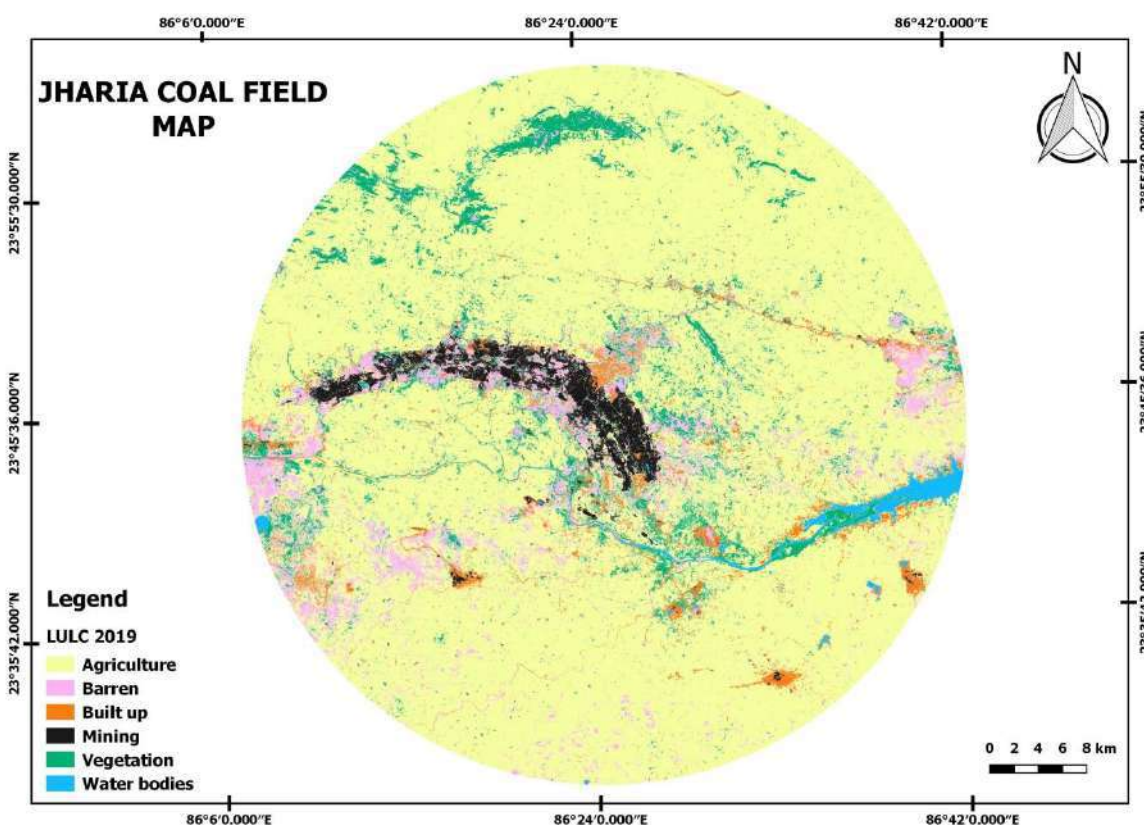 86°6'0.000"E 86°24'0.000"E 86°42'0.000"E
JHARIA COAL FIELD
MAP
N
23°55'30.000"N
23°45'36.000"N
23°35'42.000"N
Legend
LULC 2019
Agriculture
Barren
Built up
Mining
Vegetation
Water bodies
0 2 4 6 8 km
86°6'0.000"E 86°24'0.000"E 86°42'0.000"E